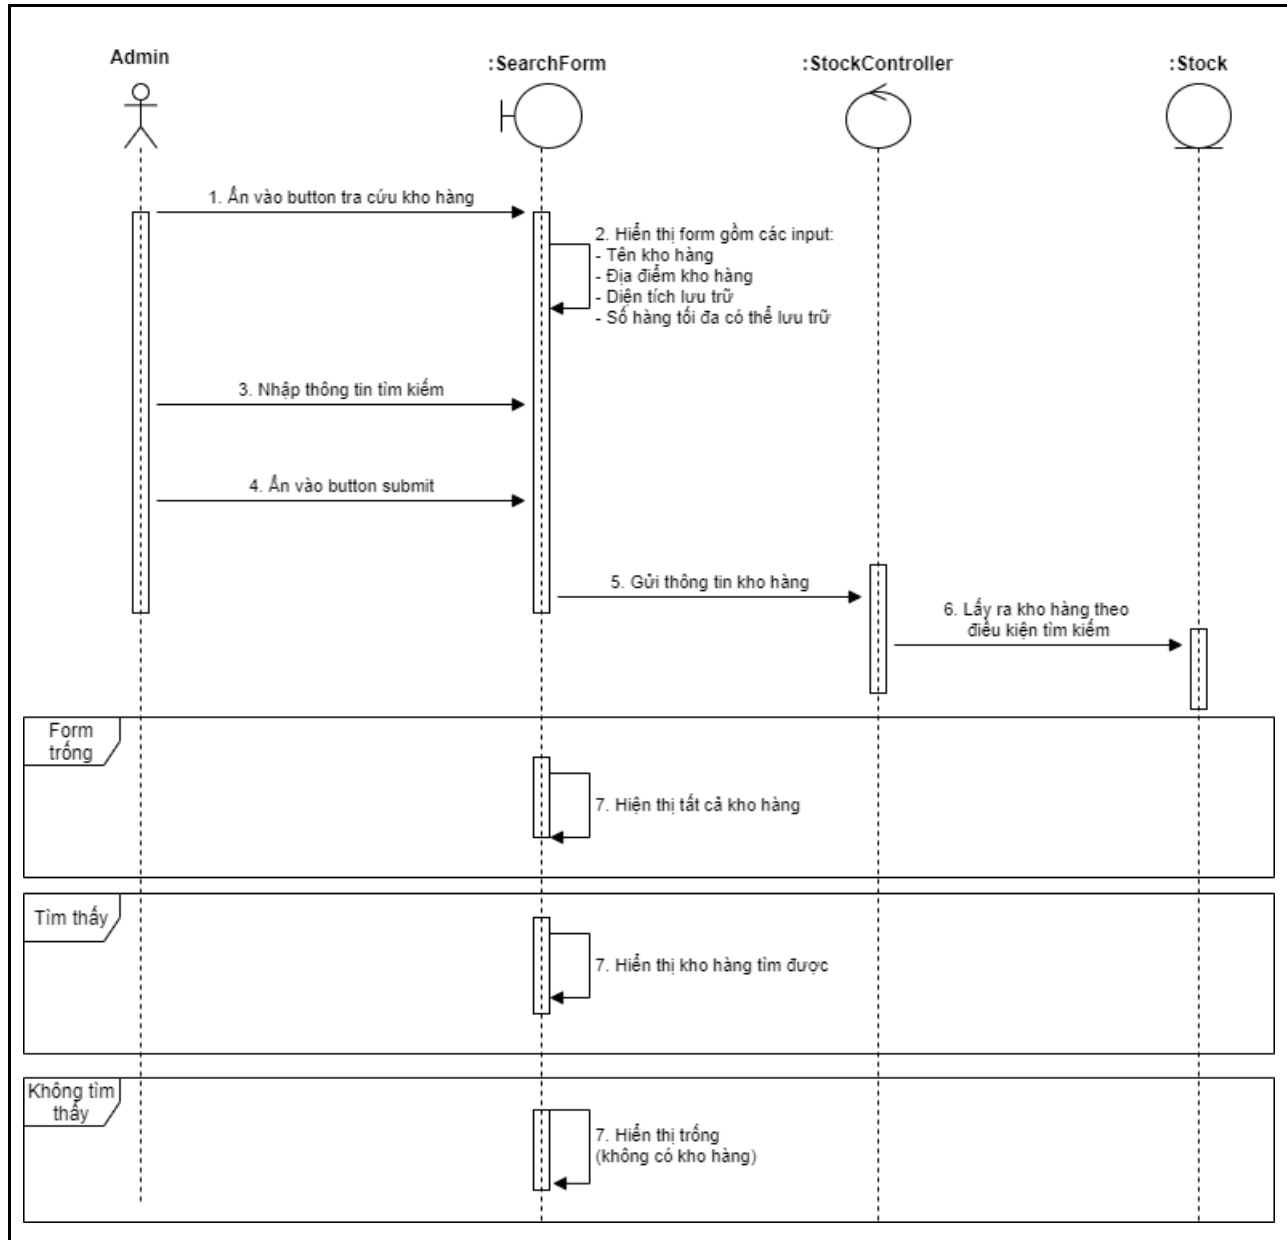 Admin
:SearchForm
:StockController
:Stock
1. Ấn vào button tra cứu kho hàng
2. Hiển thị form gồm các input:
- Tên kho hàng
- Địa điểm kho hàng
- Diện tích lưu trữ
- Số hàng tối đa có thể lưu trữ
3. Nhập thông tin tìm kiếm
4. Ấn vào button submit
5. Gửi thông tin kho hàng
6. Lấy ra kho hàng theo
điều kiện tìm kiếm
Form
trống
7. Hiện thị tất cả kho hàng
Tìm thấy
7. Hiển thị kho hàng tìm được
Không tìm
thấy
7. Hiển thị trống
(không có kho hàng)